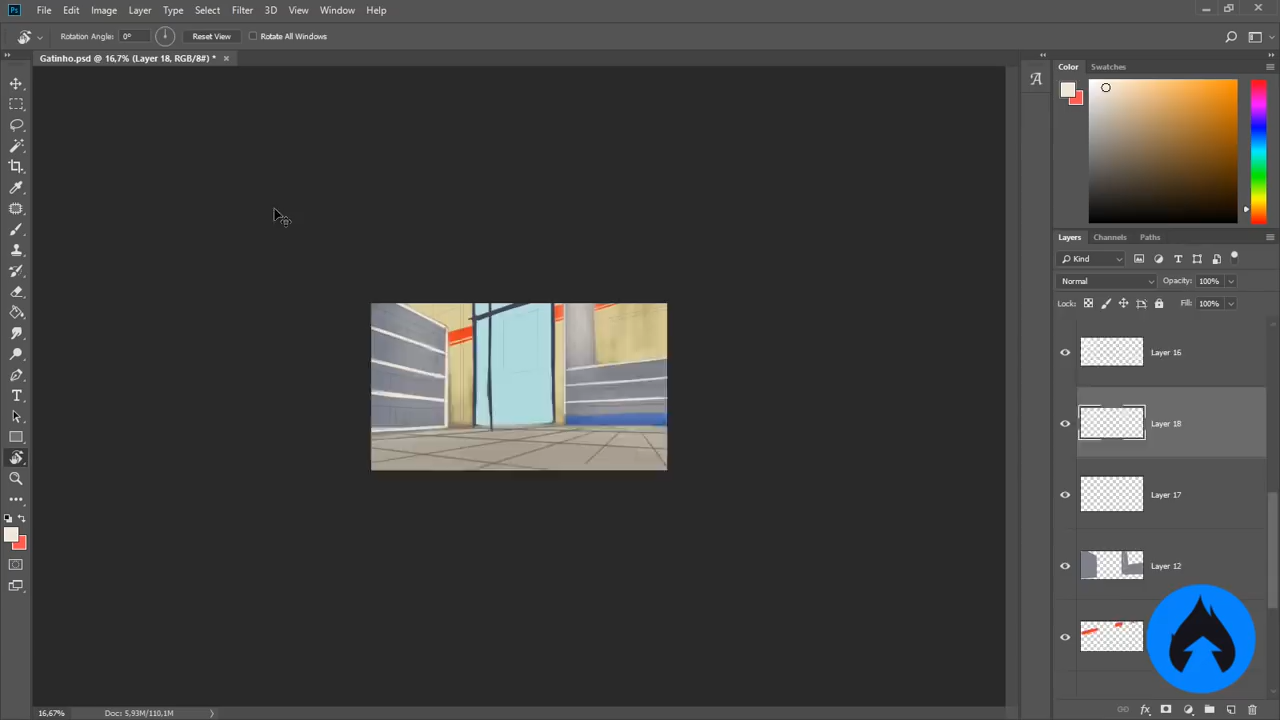 Ps File Edit Image Layer Type Select Filter 3D View Window Help
Rotation Angle: 0° Reset View Rotate All Windows
Gatinho.psd @ 16,7% (Layer 18, RGB/8#) *
Color Swatches
Layers Channels Paths
Kind
Normal Opacity: 100%
Lock: Fill: 100%
Layer 16
Layer 18
Layer 17
Layer 12
16,67% Doc: 5,93M/110,1M